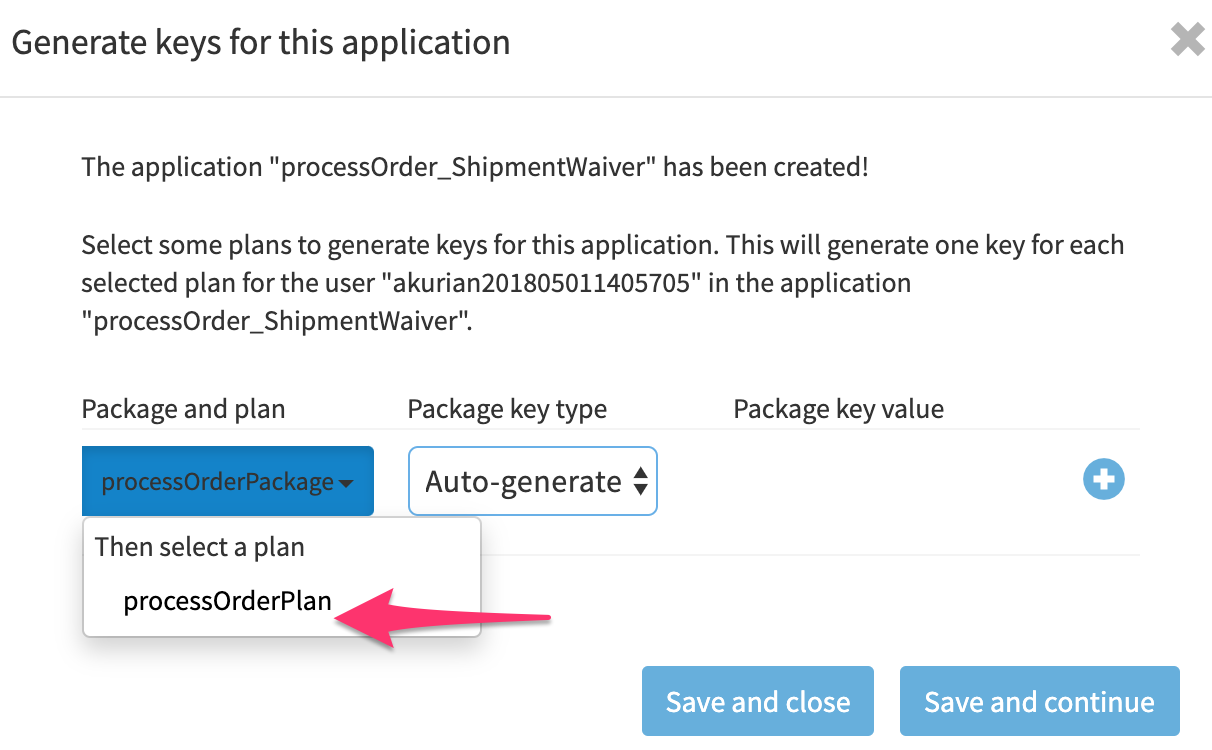 Generate keys for this application
The application "processOrder_ShipmentWaiver" has been created!
Select some plans to generate keys for this application. This will generate one key for each
selected plan for the user "akurian201805011405705" in the application
"processOrder_ShipmentWaiver".
Package and plan
Package key type
Package key value
processOrderPackage
Auto-generate
Then select a plan
processOrderPlan
Save and close
Save and continue